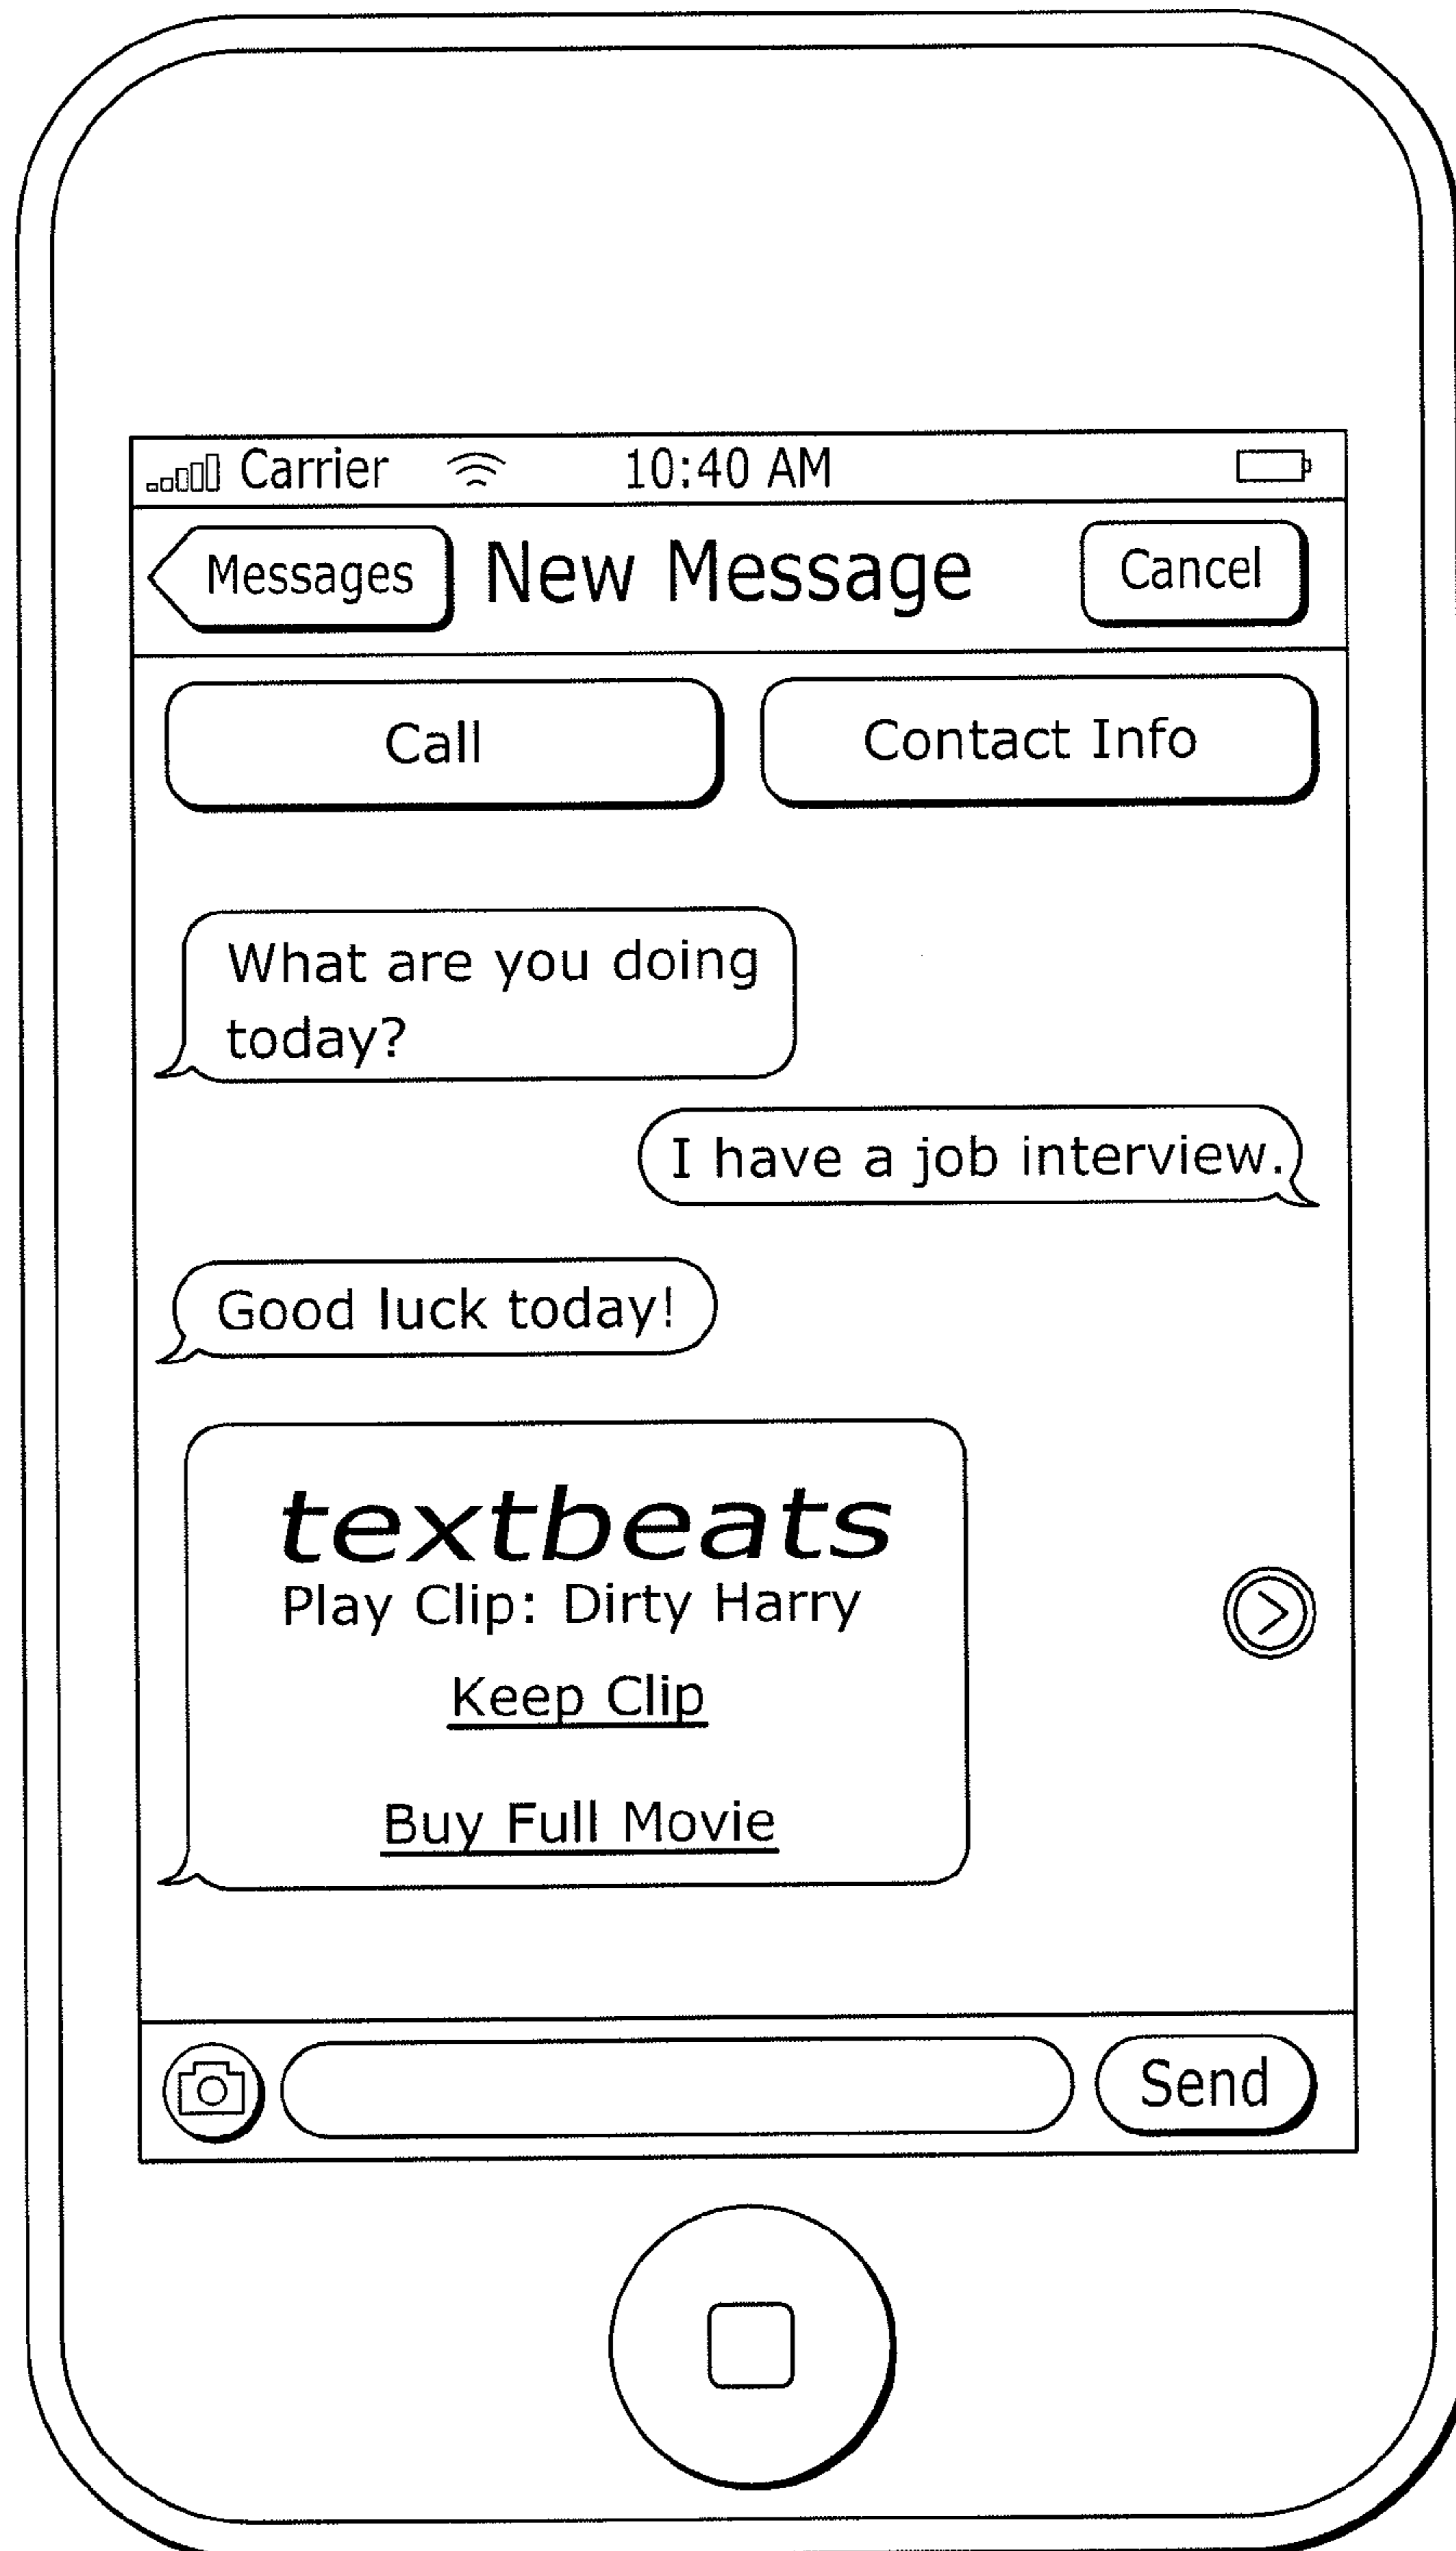 Carrier 10:40 AM
Messages New Message Cancel
Call Contact Info
What are you doing
today?
I have a job interview.
Good luck today!
textbeats
Play Clip: Dirty Harry
Keep Clip
Buy Full Movie
Send